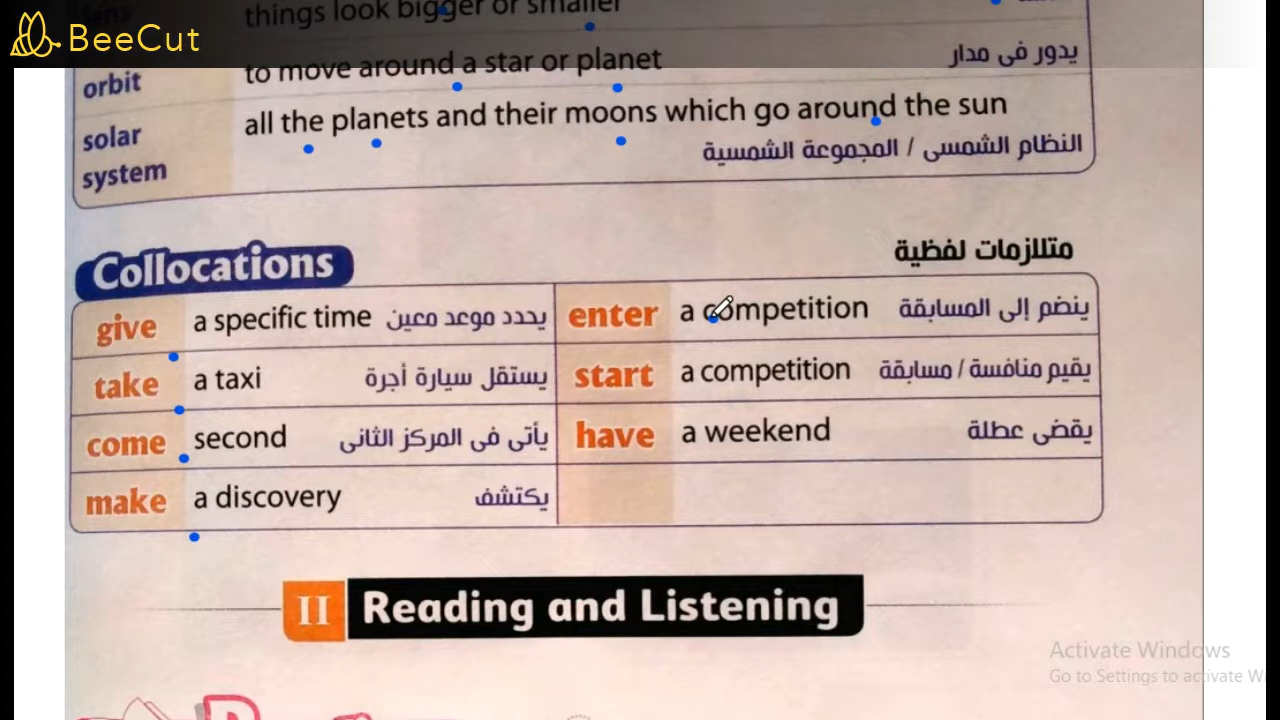 lens
things look bigger or smaller
BeeCut
orbit
to move around a star or planet
يدور فى مدار
solar
system
all the planets and their moons which go around the sun
النظام الشمسى / المجموعة الشمسية
Collocations
متلازمات لفظية
give a specific time يحدد موعد معين
enter a competition ينضم إلى المسابقة
take a taxi يستقل سيارة أجرة
start a competition يقيم منافسة / مسابقة
come second يأتى فى المركز الثانى
have a weekend يقضى عطلة
make a discovery يكتشف
II Reading and Listening
Activate Windows
Go to Settings to activate W